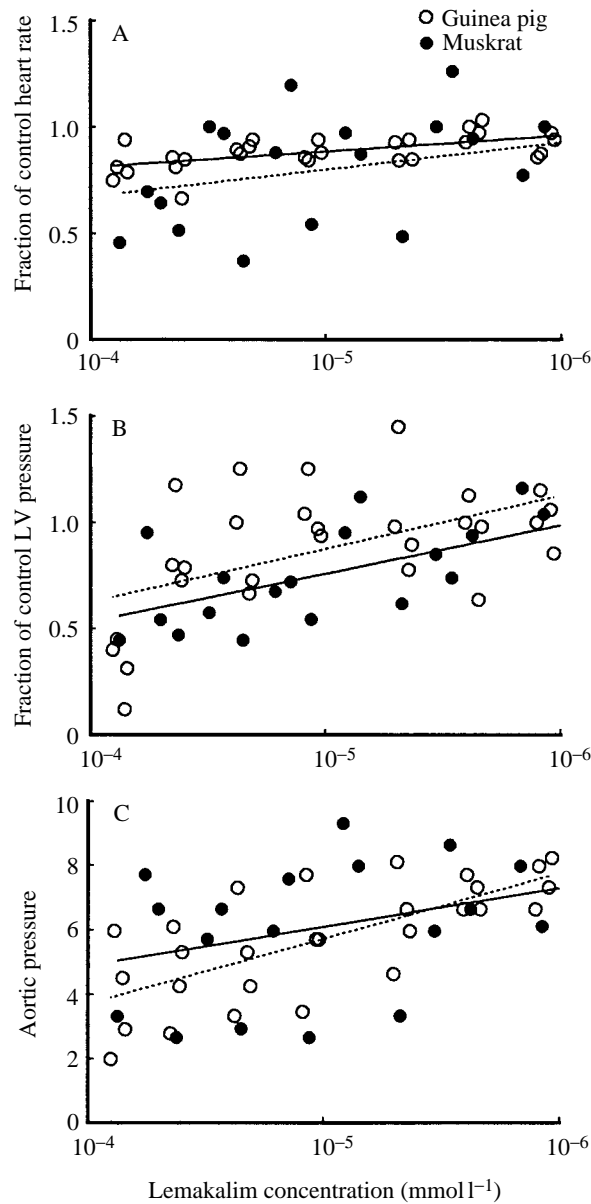 Guinea pig
Muskrat
A
Fraction of control heart rate
1.5
1.0
0.5
0
10⁻⁴ 10⁻⁵ 10⁻⁶
B
Fraction of control LV pressure
1.5
1.0
0.5
0
10⁻⁴ 10⁻⁵ 10⁻⁶
C
Aortic pressure
10
8
6
4
2
0
10⁻⁴ 10⁻⁵ 10⁻⁶
Lemakalim concentration (mmol l⁻¹)